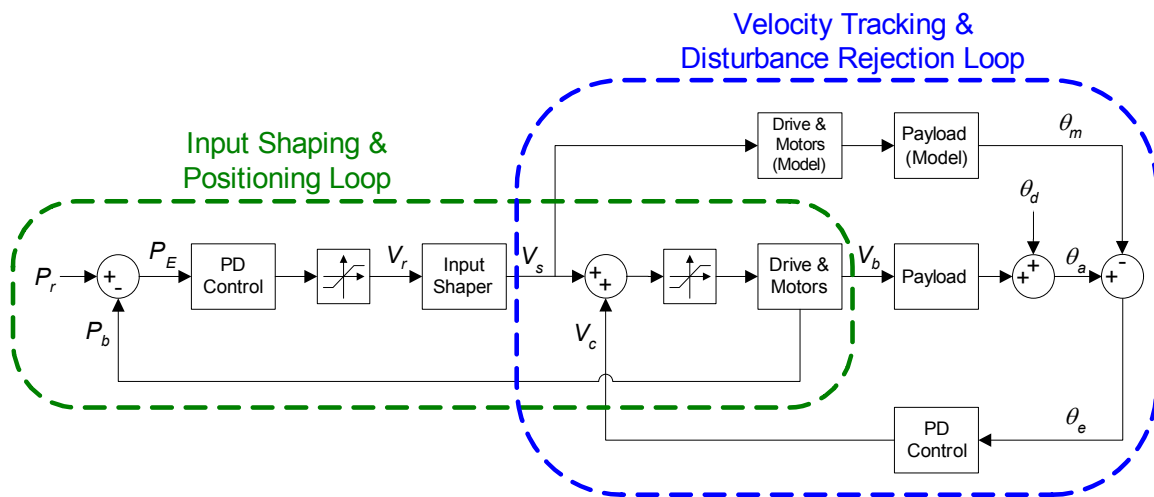 Velocity Tracking &
Disturbance Rejection Loop
Input Shaping &
Positioning Loop
Drive &
Motors
(Model)
Payload
(Model)
θm
θd
Pr
+
-
PE
PD
Control
Vr
Input
Shaper
Vs
+
+
Drive &
Motors
Vb
Payload
+
+
θa
-
+
Pb
Vc
PD
Control
θe